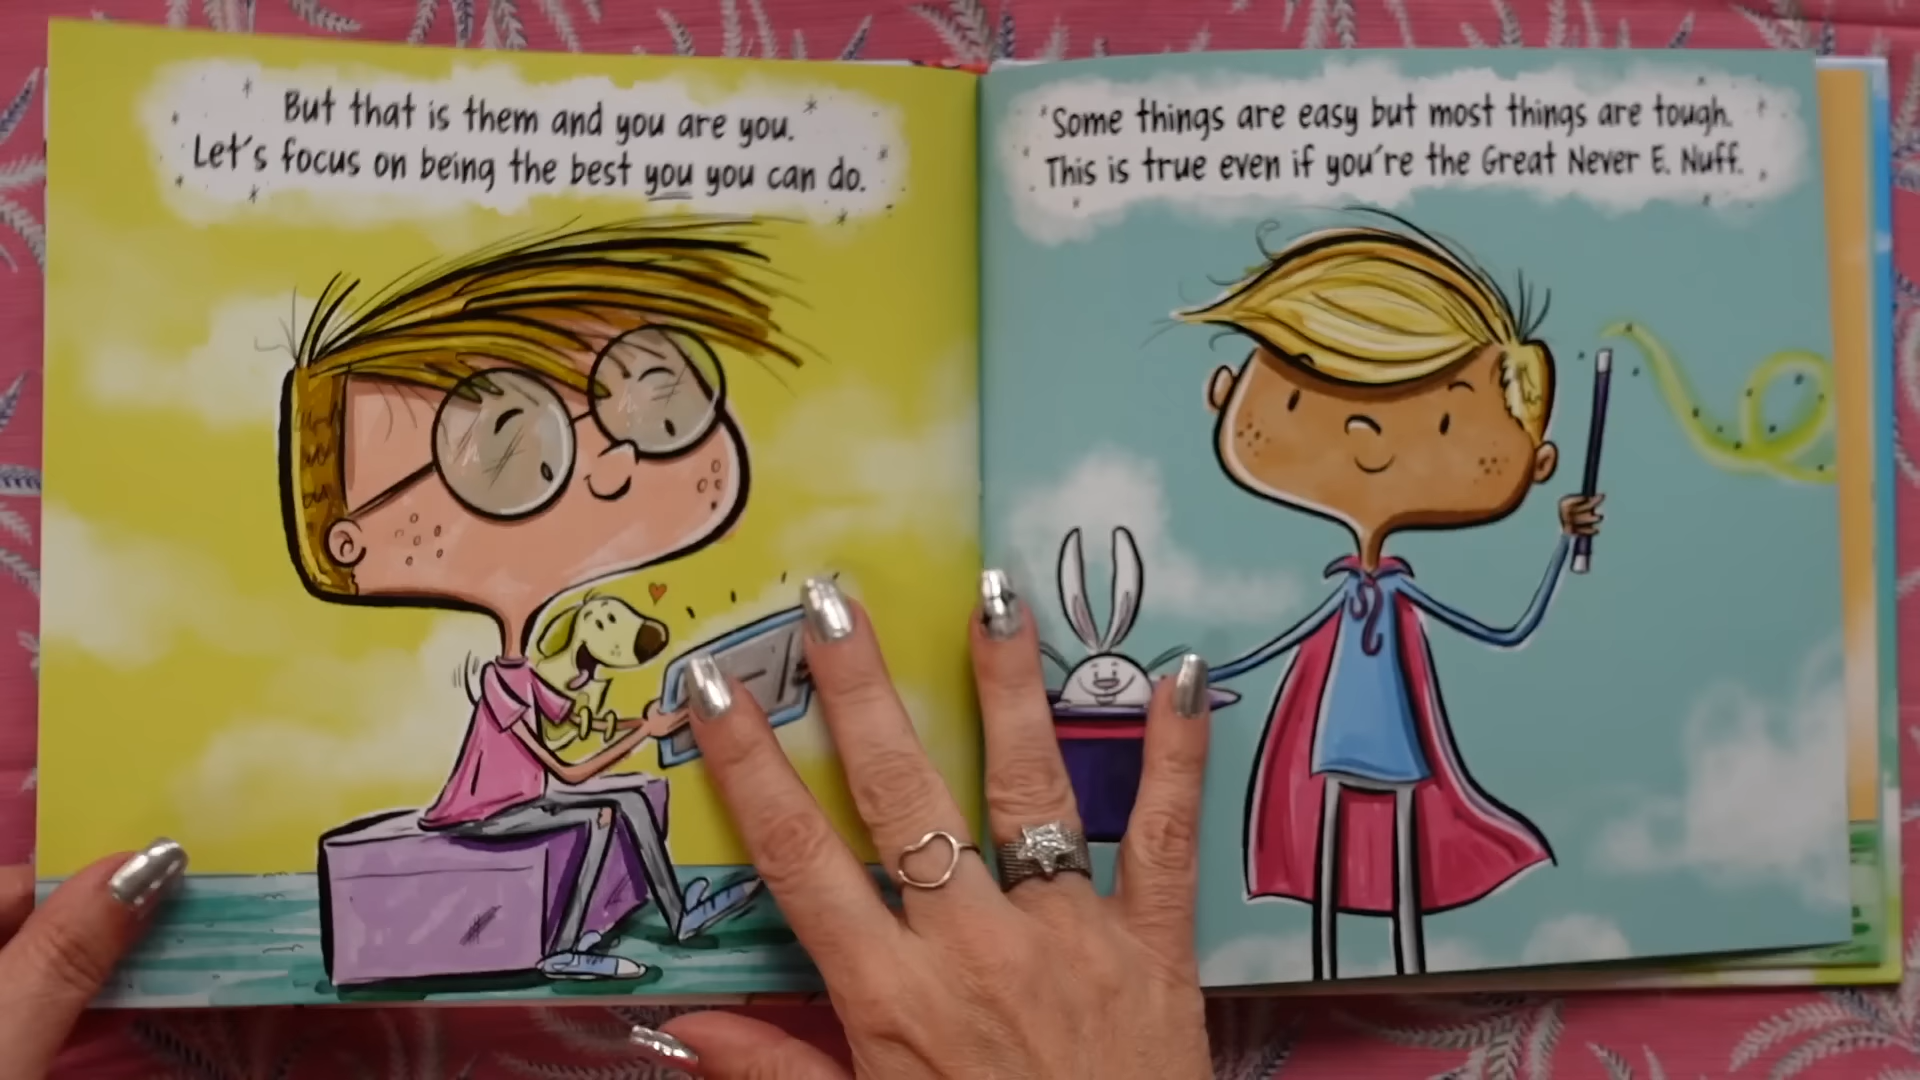 But that is them and you are you.
Let's focus on being the best you you can do.
Some things are easy but most things are tough.
This is true even if you're the Great Never E. Nuff.